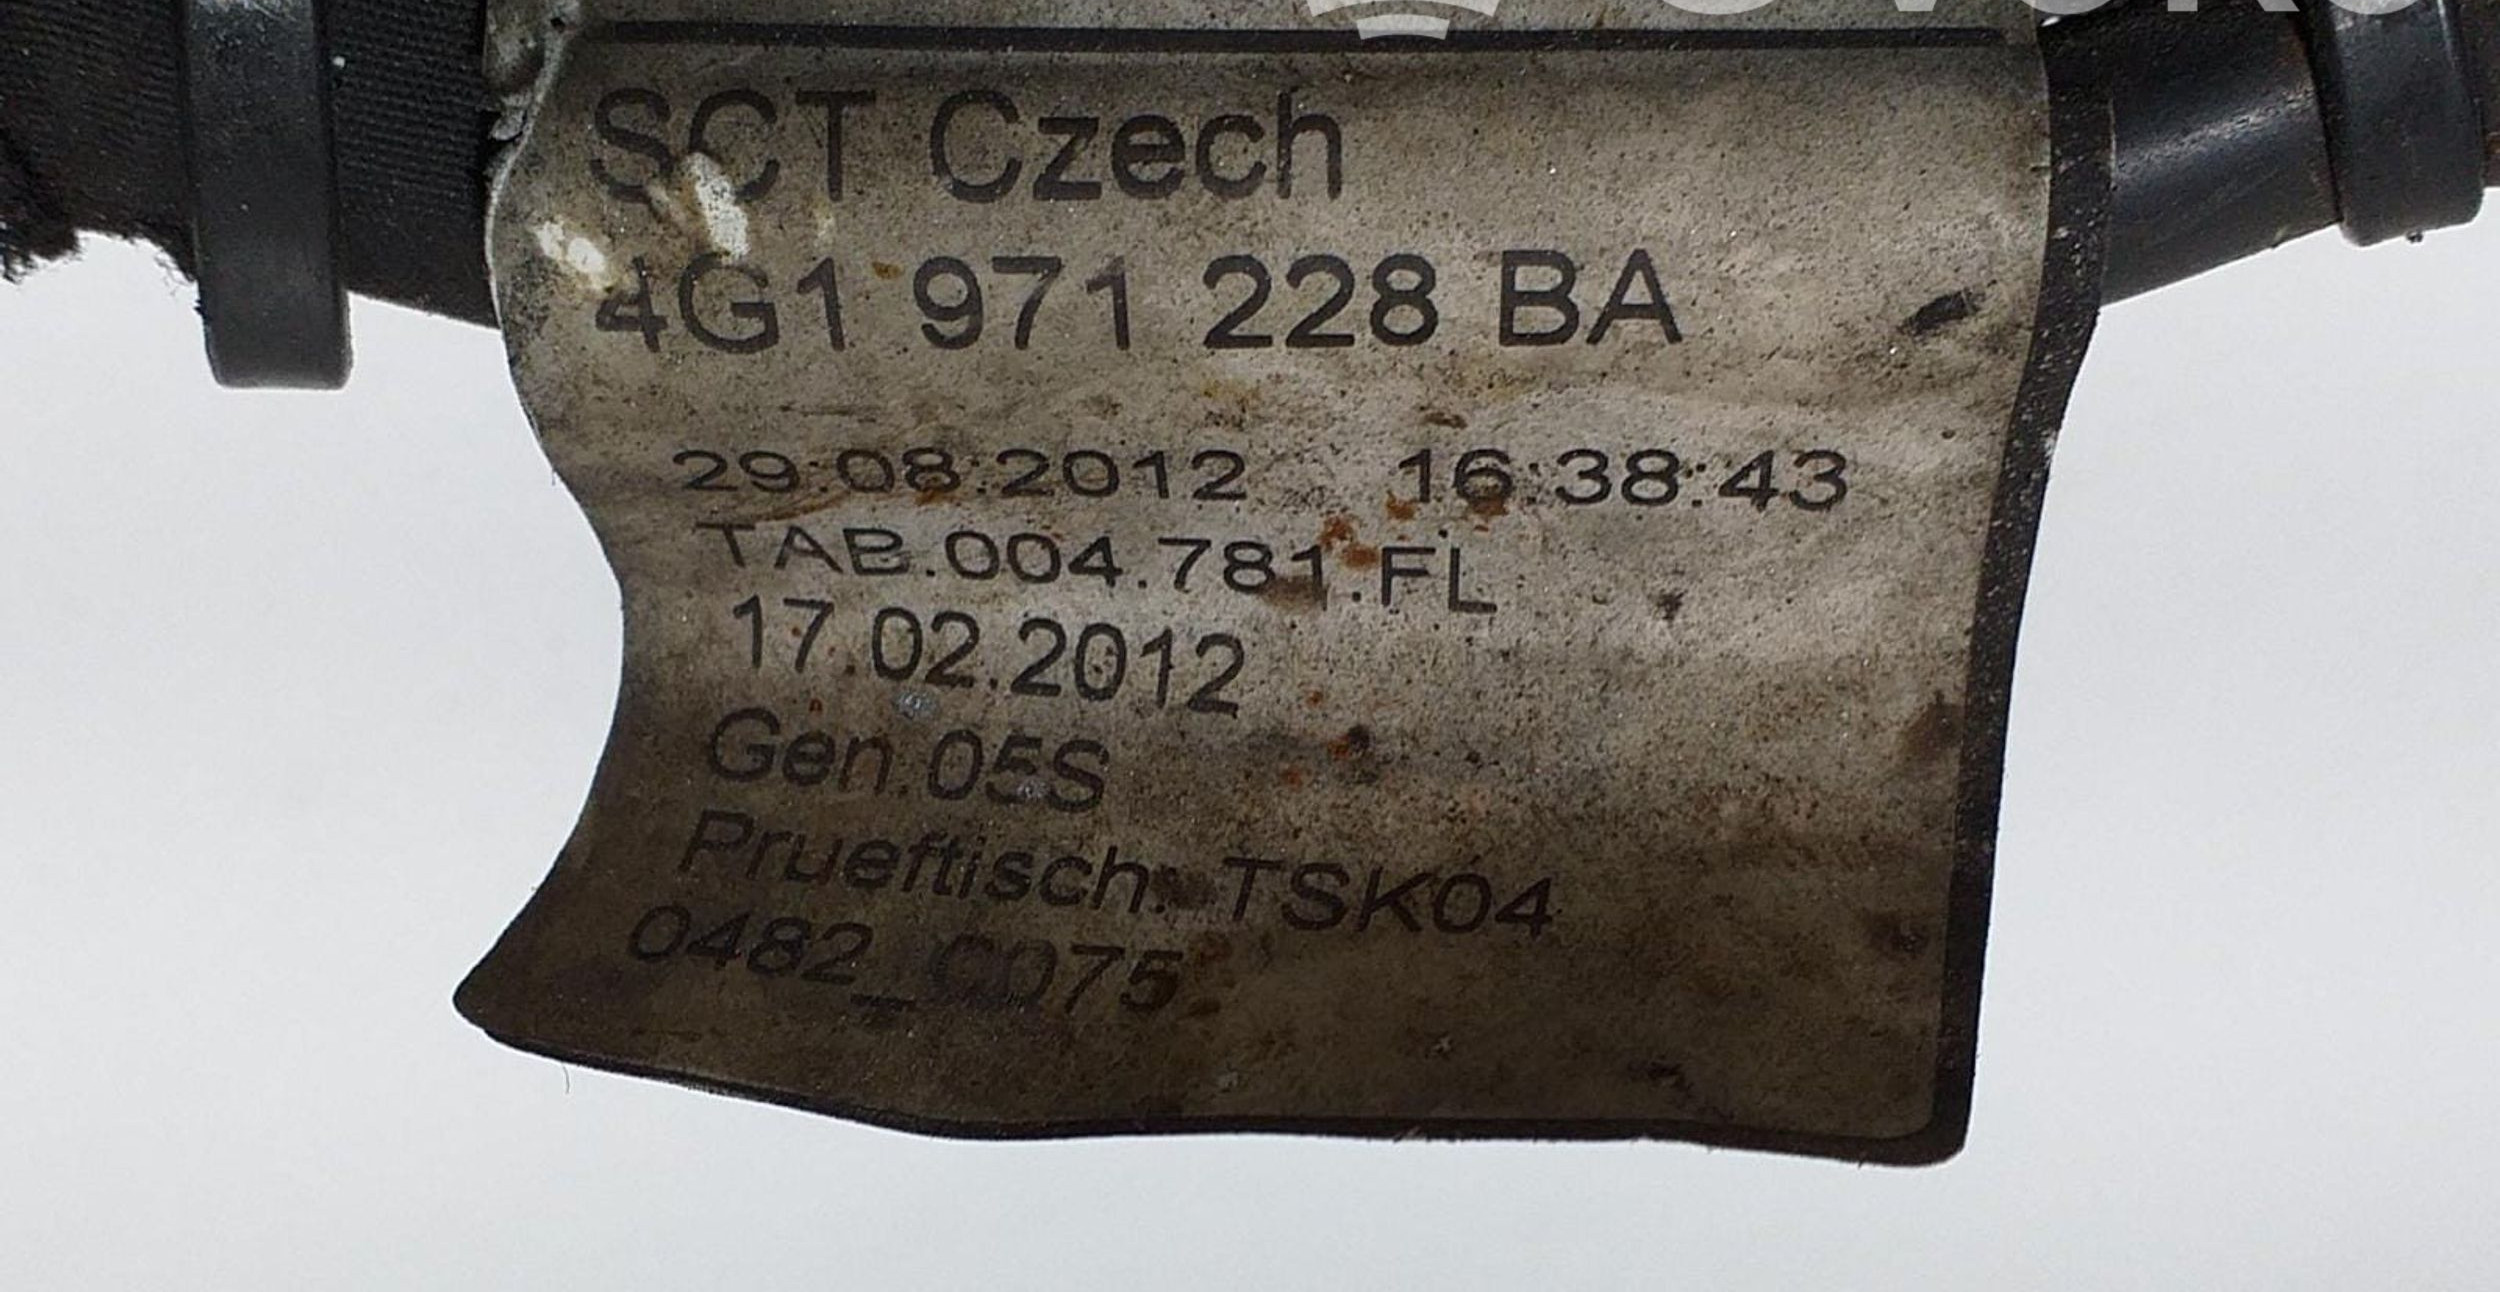 SCT Czech
4G1 971 228 BA
29:08:2012 16:38:43
TAB.004.781.FL
17.02.2012
Gen.05S
Prueftisch: TSK04
0482_CD75